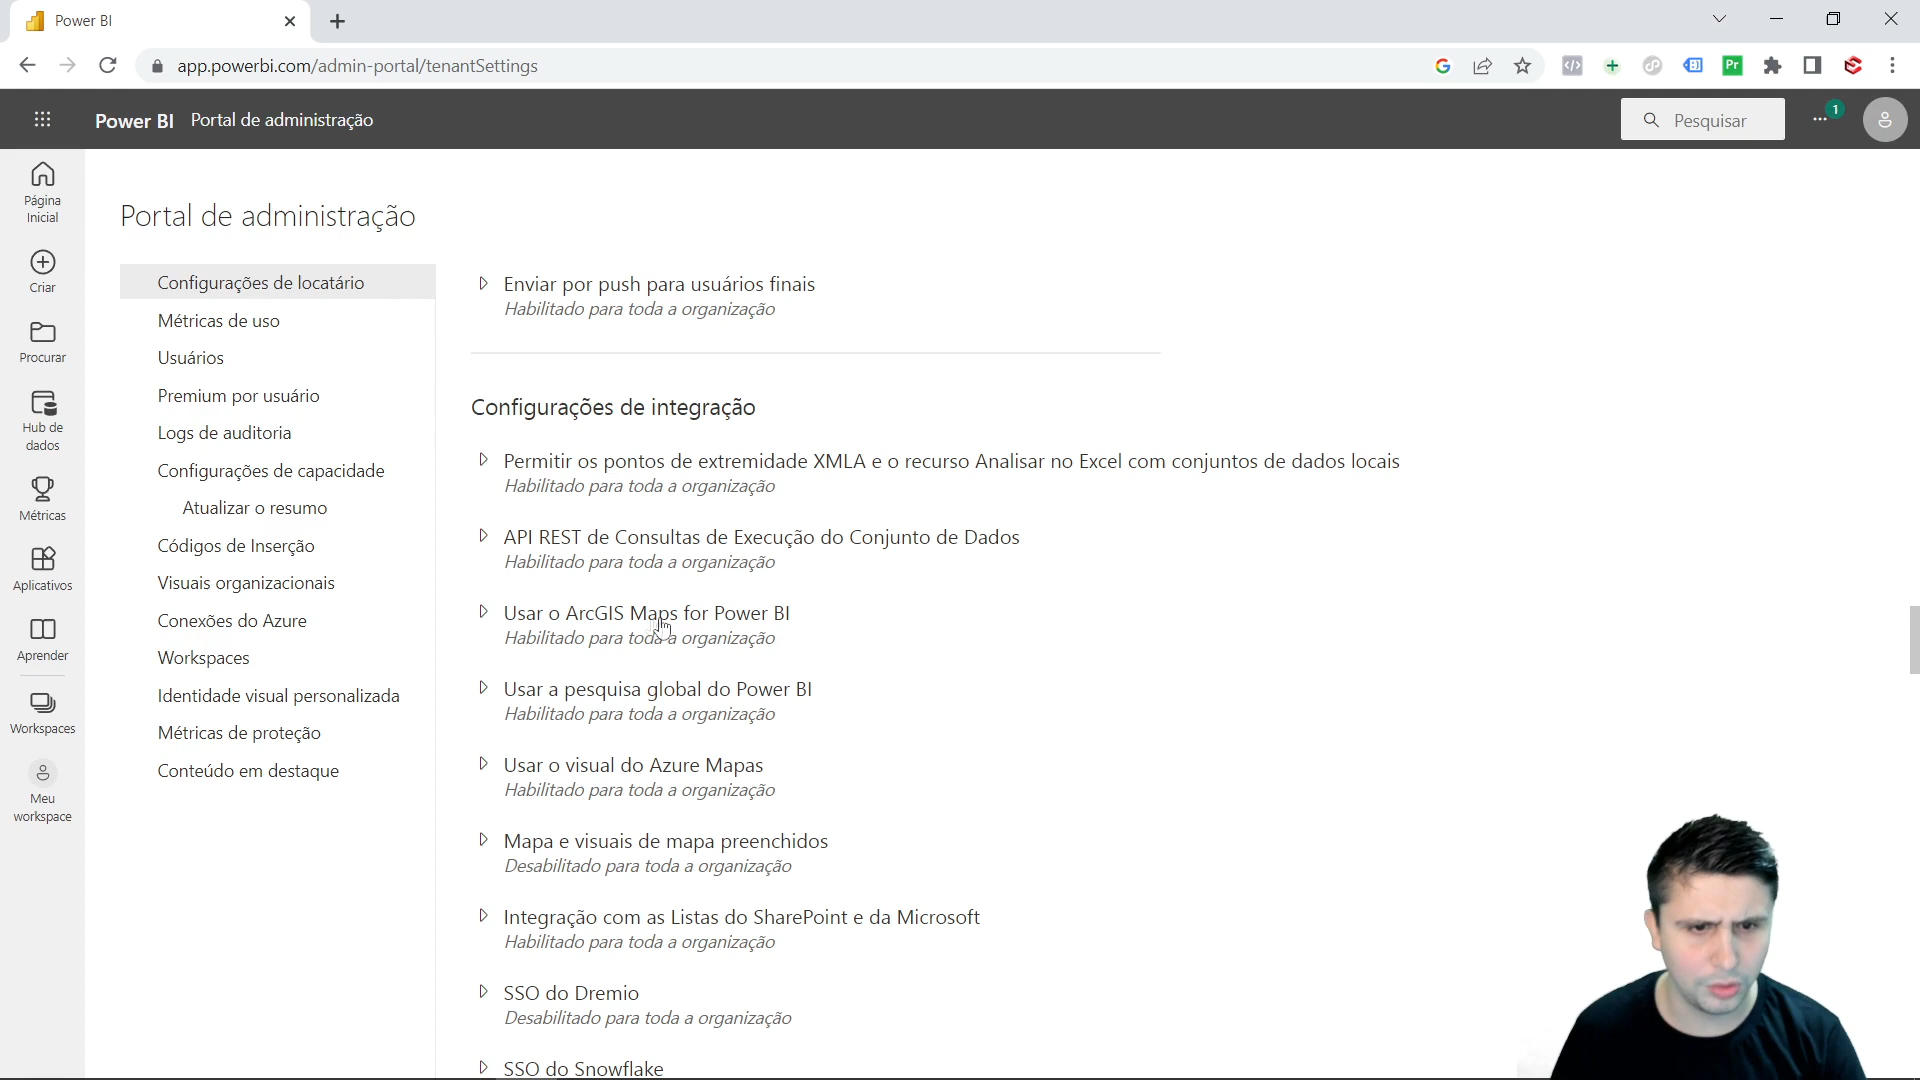 Power BI
app.powerbi.com/admin-portal/tenantSettings
Pr
Power BI Portal de administração
Pesquisar
1
Página
Inicial
Criar
Procurar
Hub de
dados
Métricas
Aplicativos
Aprender
Workspaces
Meu
workspace
Portal de administração
Configurações de locatário
Métricas de uso
Usuários
Premium por usuário
Logs de auditoria
Configurações de capacidade
Atualizar o resumo
Códigos de Inserção
Visuais organizacionais
Conexões do Azure
Workspaces
Identidade visual personalizada
Métricas de proteção
Conteúdo em destaque
Enviar por push para usuários finais
Habilitado para toda a organização
Configurações de integração
Permitir os pontos de extremidade XMLA e o recurso Analisar no Excel com conjuntos de dados locais
Habilitado para toda a organização
API REST de Consultas de Execução do Conjunto de Dados
Habilitado para toda a organização
Usar o ArcGIS Maps for Power BI
Habilitado para toda a organização
Usar a pesquisa global do Power BI
Habilitado para toda a organização
Usar o visual do Azure Mapas
Habilitado para toda a organização
Mapa e visuais de mapa preenchidos
Desabilitado para toda a organização
Integração com as Listas do SharePoint e da Microsoft
Habilitado para toda a organização
SSO do Dremio
Desabilitado para toda a organização
SSO do Snowflake